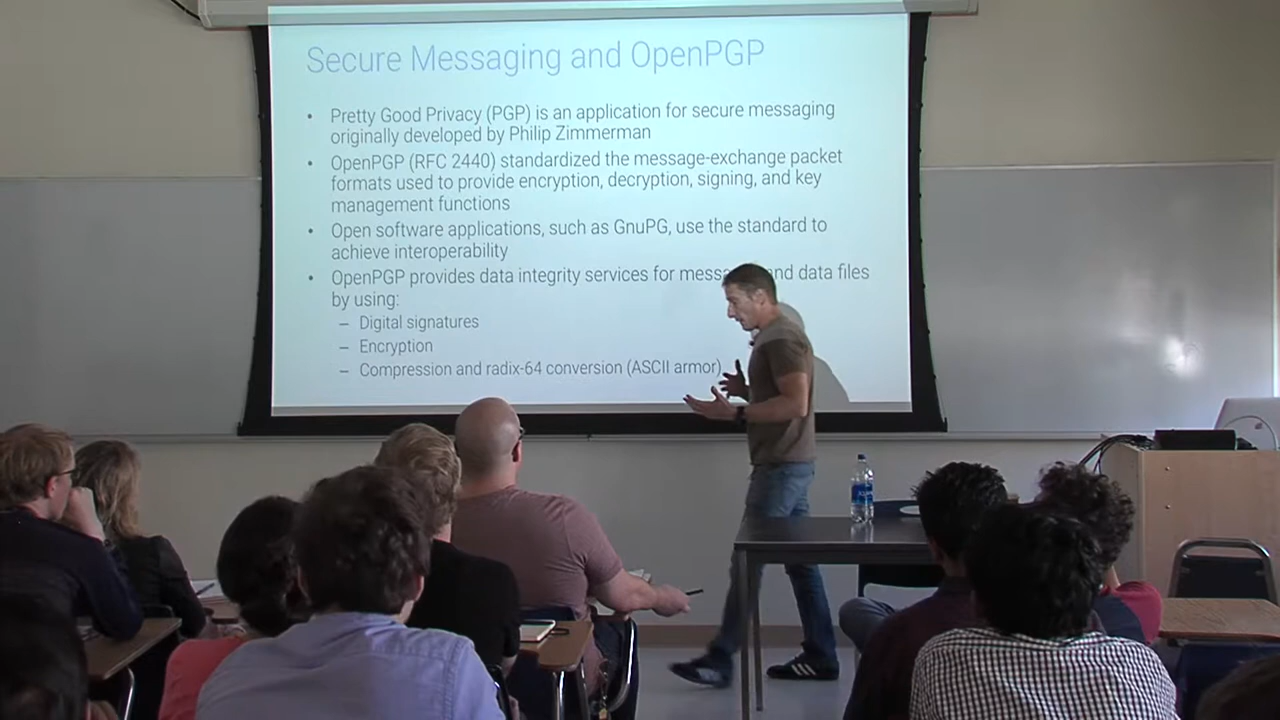 Secure Messaging and OpenPGP
• Pretty Good Privacy (PGP) is an application for secure messaging
originally developed by Philip Zimmerman
• OpenPGP (RFC 2440) standardized the message-exchange packet
formats used to provide encryption, decryption, signing, and key
management functions
• Open software applications, such as GnuPG, use the standard to
achieve interoperability
• OpenPGP provides data integrity services for and data files
by using:
– Digital signatures
– Encryption
– Compression and radix-64 conversion (ASCII armor)